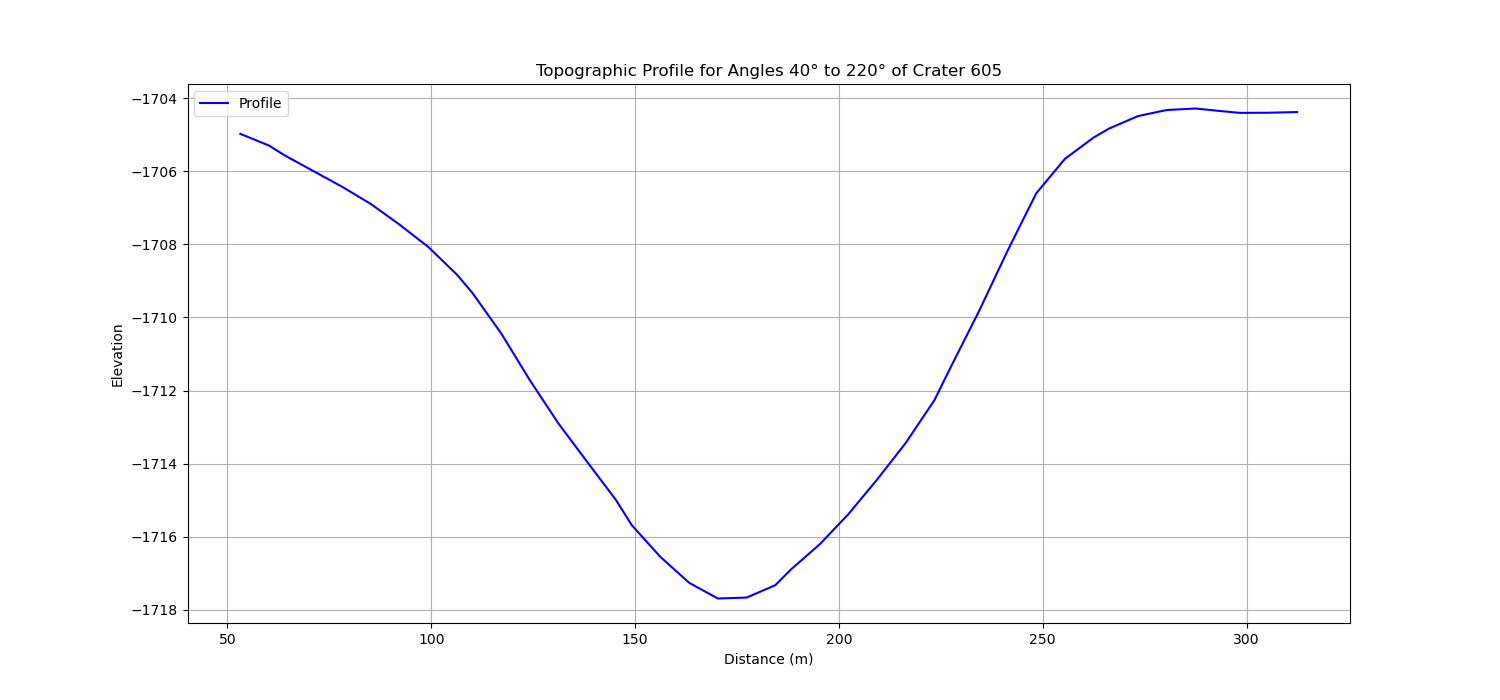 Topographic Profile for Angles 40° to 220° of Crater 605
Profile
−1704
−1706
−1708
−1710
−1712
−1714
−1716
−1718
Elevation
50 100 150 200 250 300
Distance (m)